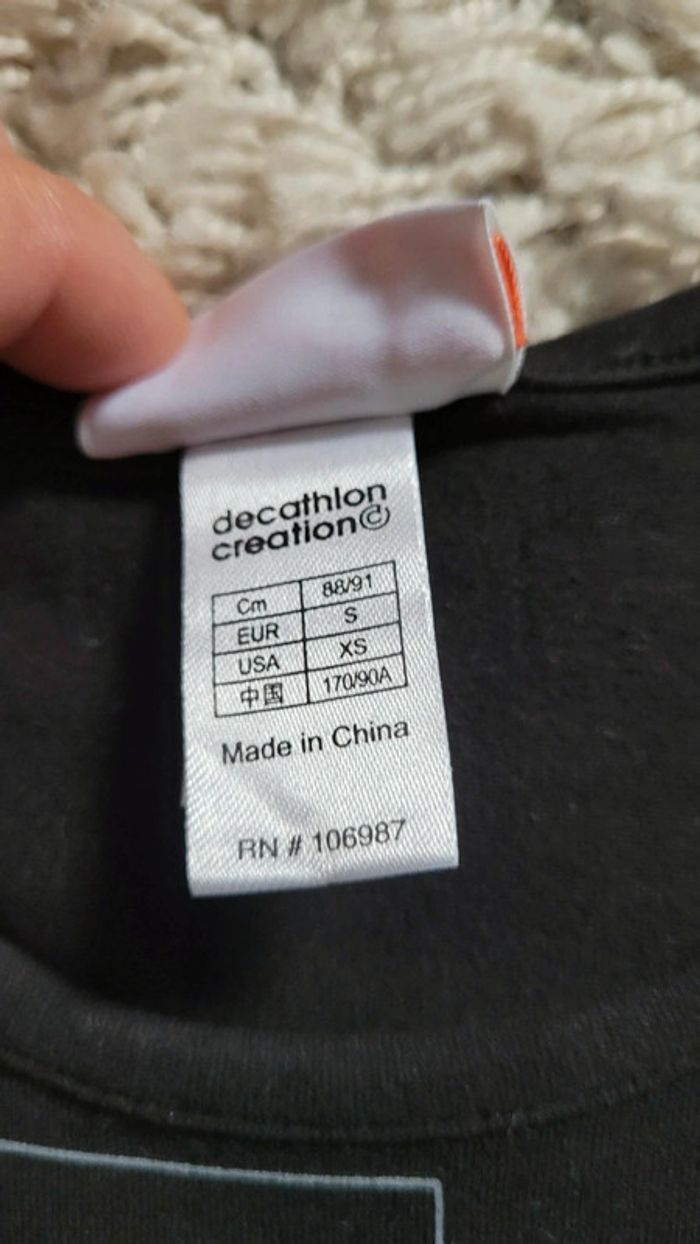 decathlon
creation©
Cm 88/91
EUR S
USA XS
中国 170/90A
Made in China
RN # 106987